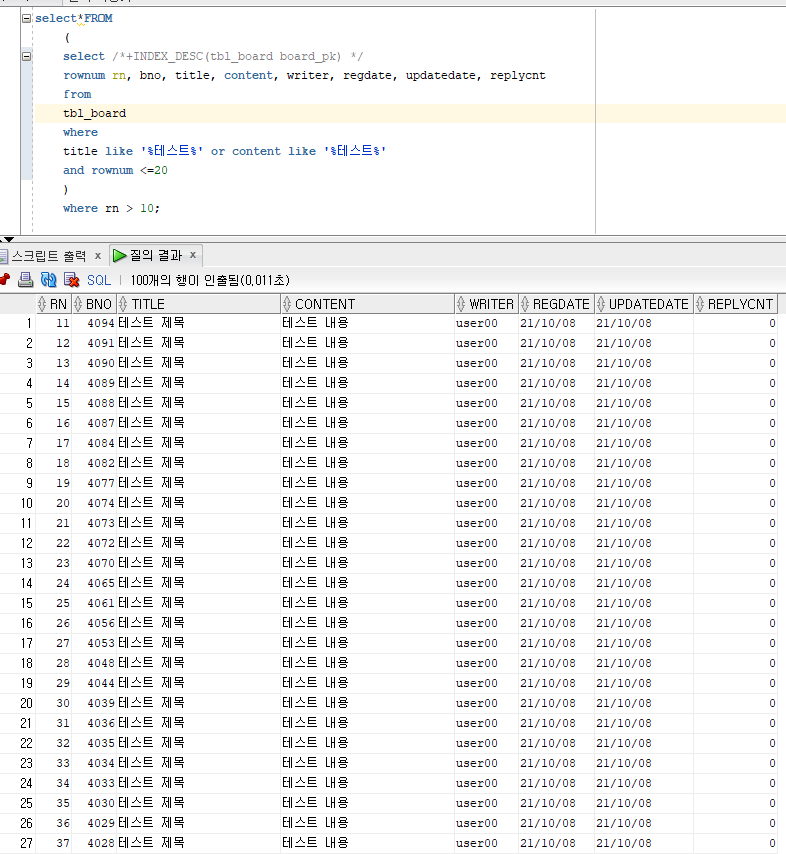 select*FROM
(
select /*+INDEX_DESC(tbl_board board_pk) */
rownum rn, bno, title, content, writer, regdate, updatedate, replycnt
from
tbl_board
where
title like '%테스트%' or content like '%테스트%'
and rownum <=20
)
where rn > 10;
스크립트 출력 x 질의 결과 x
SQL | 100개의 행이 인출됨(0,011초)
RN BNO TITLE CONTENT WRITER REGDATE UPDATEDATE REPLYCNT
1 11 4094 테스트 제목 테스트 내용 user00 21/10/08 21/10/08 0
2 12 4091 테스트 제목 테스트 내용 user00 21/10/08 21/10/08 0
3 13 4090 테스트 제목 테스트 내용 user00 21/10/08 21/10/08 0
4 14 4089 테스트 제목 테스트 내용 user00 21/10/08 21/10/08 0
5 15 4088 테스트 제목 테스트 내용 user00 21/10/08 21/10/08 0
6 16 4087 테스트 제목 테스트 내용 user00 21/10/08 21/10/08 0
7 17 4084 테스트 제목 테스트 내용 user00 21/10/08 21/10/08 0
8 18 4082 테스트 제목 테스트 내용 user00 21/10/08 21/10/08 0
9 19 4077 테스트 제목 테스트 내용 user00 21/10/08 21/10/08 0
10 20 4074 테스트 제목 테스트 내용 user00 21/10/08 21/10/08 0
11 21 4073 테스트 제목 테스트 내용 user00 21/10/08 21/10/08 0
12 22 4072 테스트 제목 테스트 내용 user00 21/10/08 21/10/08 0
13 23 4070 테스트 제목 테스트 내용 user00 21/10/08 21/10/08 0
14 24 4065 테스트 제목 테스트 내용 user00 21/10/08 21/10/08 0
15 25 4061 테스트 제목 테스트 내용 user00 21/10/08 21/10/08 0
16 26 4056 테스트 제목 테스트 내용 user00 21/10/08 21/10/08 0
17 27 4053 테스트 제목 테스트 내용 user00 21/10/08 21/10/08 0
18 28 4048 테스트 제목 테스트 내용 user00 21/10/08 21/10/08 0
19 29 4044 테스트 제목 테스트 내용 user00 21/10/08 21/10/08 0
20 30 4039 테스트 제목 테스트 내용 user00 21/10/08 21/10/08 0
21 31 4036 테스트 제목 테스트 내용 user00 21/10/08 21/10/08 0
22 32 4035 테스트 제목 테스트 내용 user00 21/10/08 21/10/08 0
23 33 4034 테스트 제목 테스트 내용 user00 21/10/08 21/10/08 0
24 34 4033 테스트 제목 테스트 내용 user00 21/10/08 21/10/08 0
25 35 4030 테스트 제목 테스트 내용 user00 21/10/08 21/10/08 0
26 36 4029 테스트 제목 테스트 내용 user00 21/10/08 21/10/08 0
27 37 4028 테스트 제목 테스트 내용 user00 21/10/08 21/10/08 0